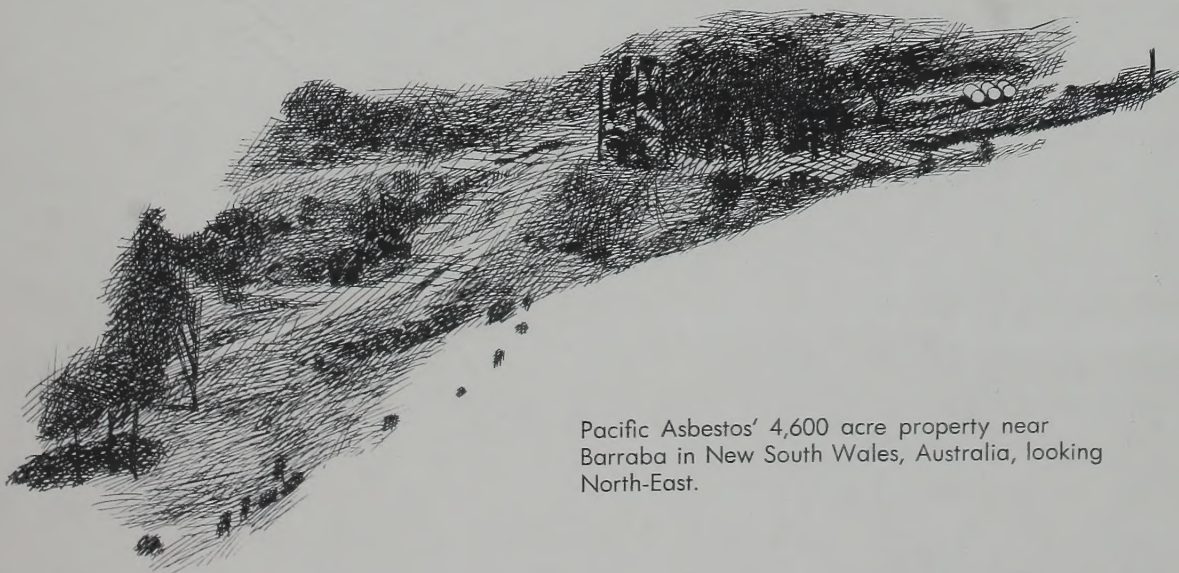 Pacific Asbestos' 4,600 acre property near
Barraba in New South Wales, Australia, looking
North-East.